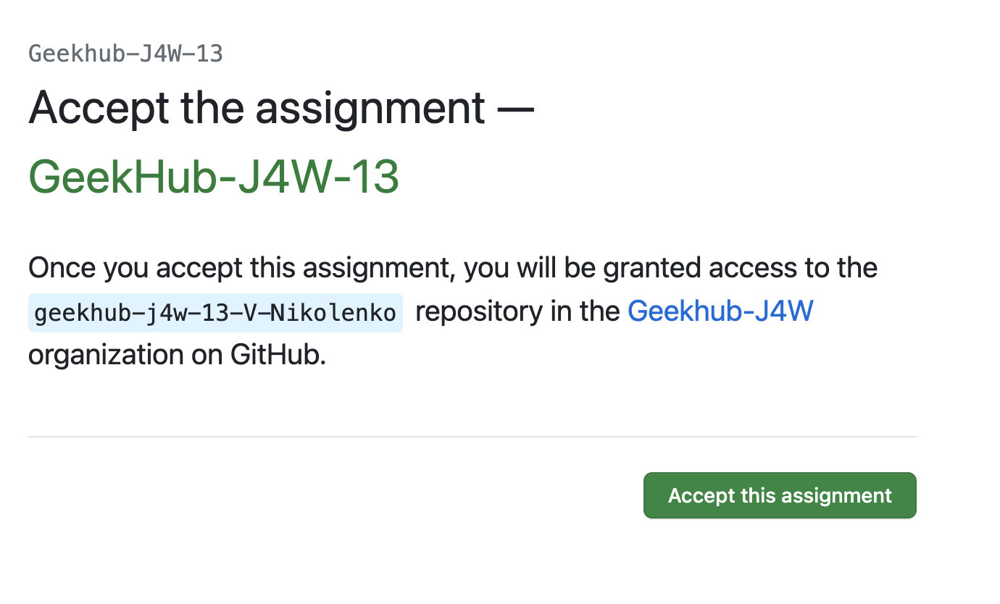 Geekhub-J4W-13
Accept the assignment —
GeekHub-J4W-13
Once you accept this assignment, you will be granted access to the
geekhub-j4w-13-V-Nikolenko repository in the Geekhub-J4W
organization on GitHub.
Accept this assignment